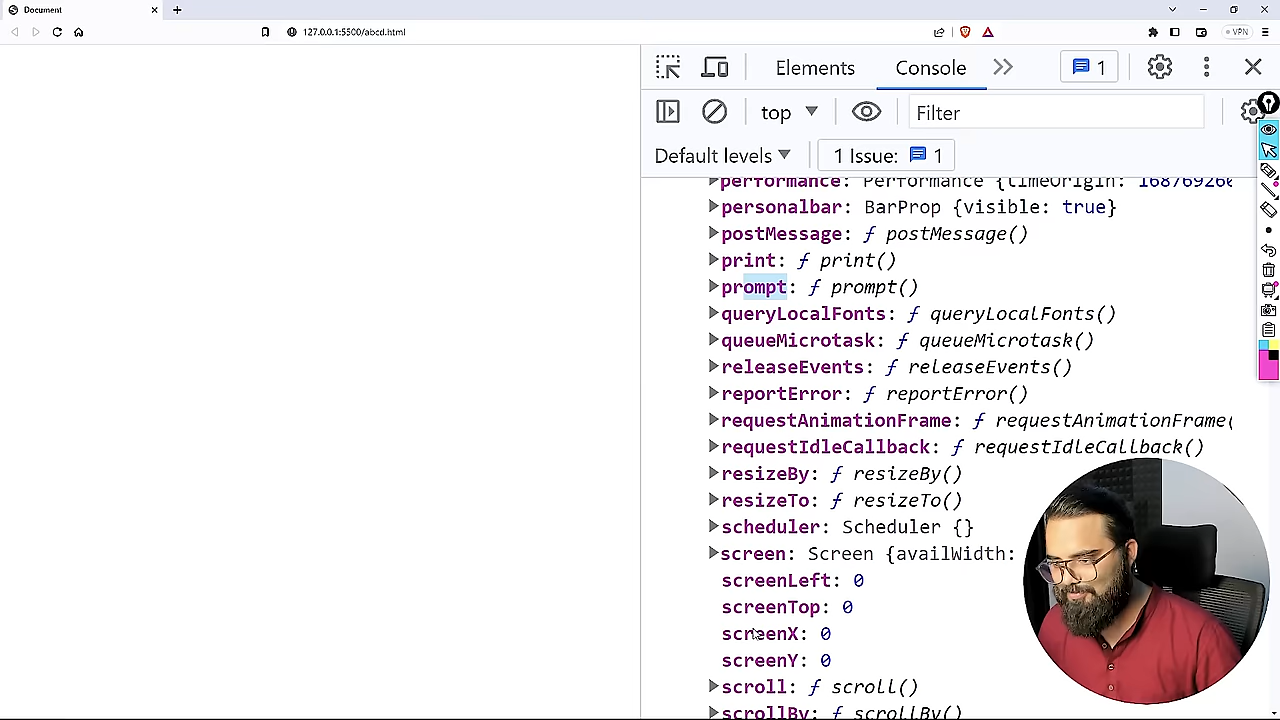 Document
127.0.0.1:5500/abcd.html
VPN
Elements
Console
1
top
Filter
Default levels
1 Issue: 1
performance: Performance {timeOrigin: 168769260
personalbar: BarProp {visible: true}
postMessage: ƒ postMessage()
print: ƒ print()
prompt: ƒ prompt()
queryLocalFonts: ƒ queryLocalFonts()
queueMicrotask: ƒ queueMicrotask()
releaseEvents: ƒ releaseEvents()
reportError: ƒ reportError()
requestAnimationFrame: ƒ requestAnimationFrame(
requestIdleCallback: ƒ requestIdleCallback()
resizeBy: ƒ resizeBy()
resizeTo: ƒ resizeTo()
scheduler: Scheduler {}
screen: Screen {availWidth:
screenLeft: 0
screenTop: 0
screenX: 0
screenY: 0
scroll: ƒ scroll()
scrollBy: ƒ scrollBy()